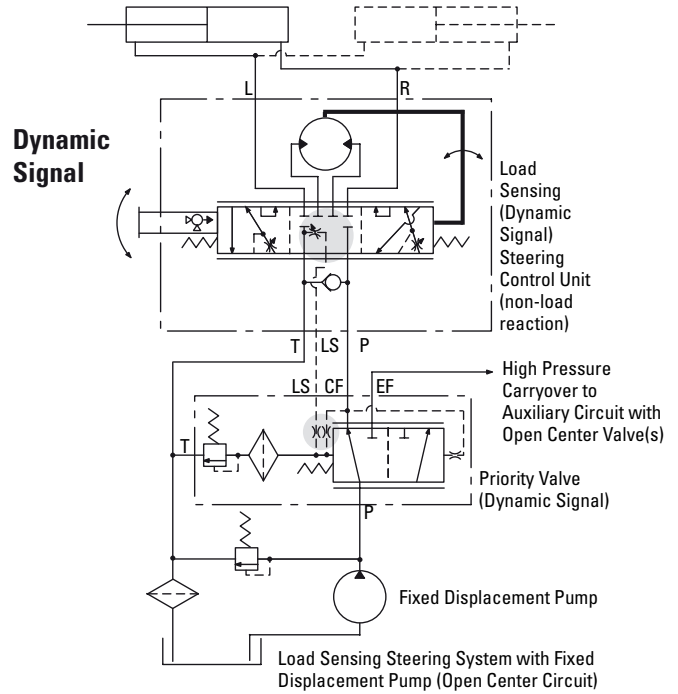 L
R
Dynamic
Signal
Load
Sensing
(Dynamic
Signal)
Steering
Control Unit
(non-load
reaction)
T LS P
LS CF EF
High Pressure
Carryover to
Auxiliary Circuit with
Open Center Valve(s)
T
Priority Valve
(Dynamic Signal)
P
Fixed Displacement Pump
Load Sensing Steering System with Fixed
Displacement Pump (Open Center Circuit)